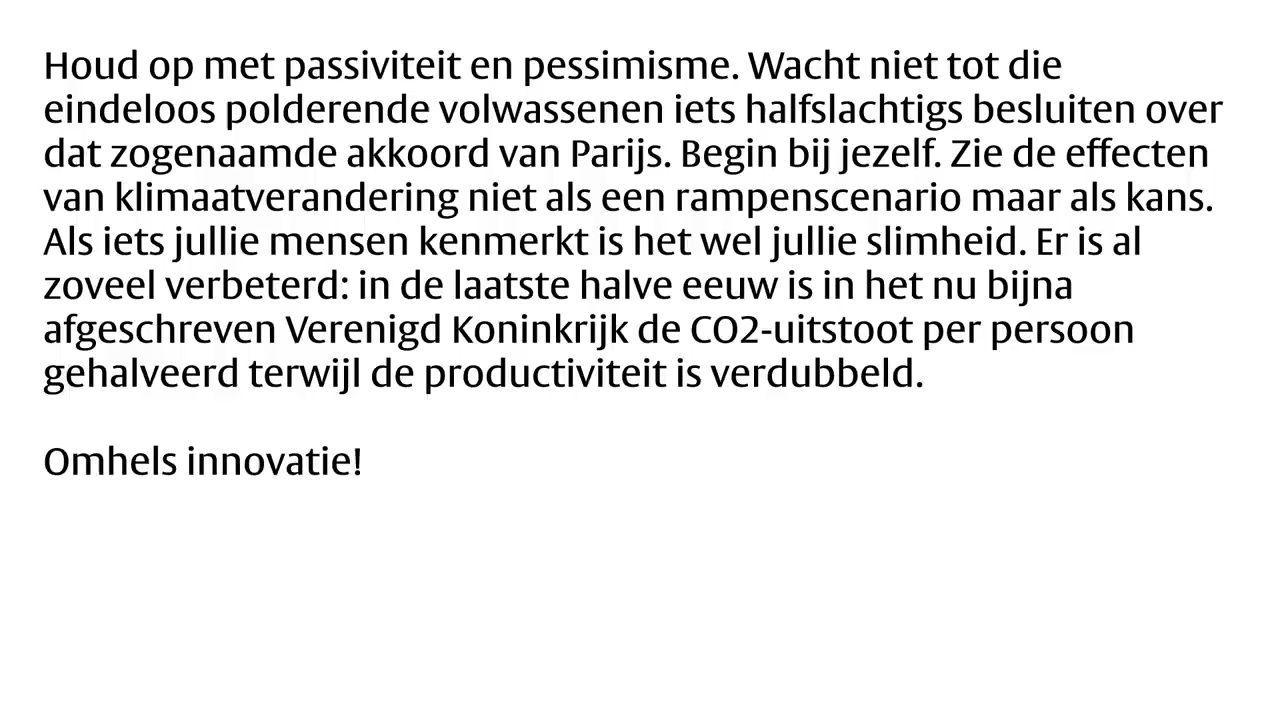 Houd op met passiviteit en pessimisme. Wacht niet tot die
eindeloos polderende volwassenen iets halfslachtigs besluiten over
dat zogenaamde akkoord van Parijs. Begin bij jezelf. Zie de effecten
van klimaatverandering niet als een rampenscenario maar als kans.
Als iets jullie mensen kenmerkt is het wel jullie slimheid. Er is al
zoveel verbeterd: in de laatste halve eeuw is in het nu bijna
afgeschreven Verenigd Koninkrijk de CO2-uitstoot per persoon
gehalveerd terwijl de productiviteit is verdubbeld.
Omhels innovatie!